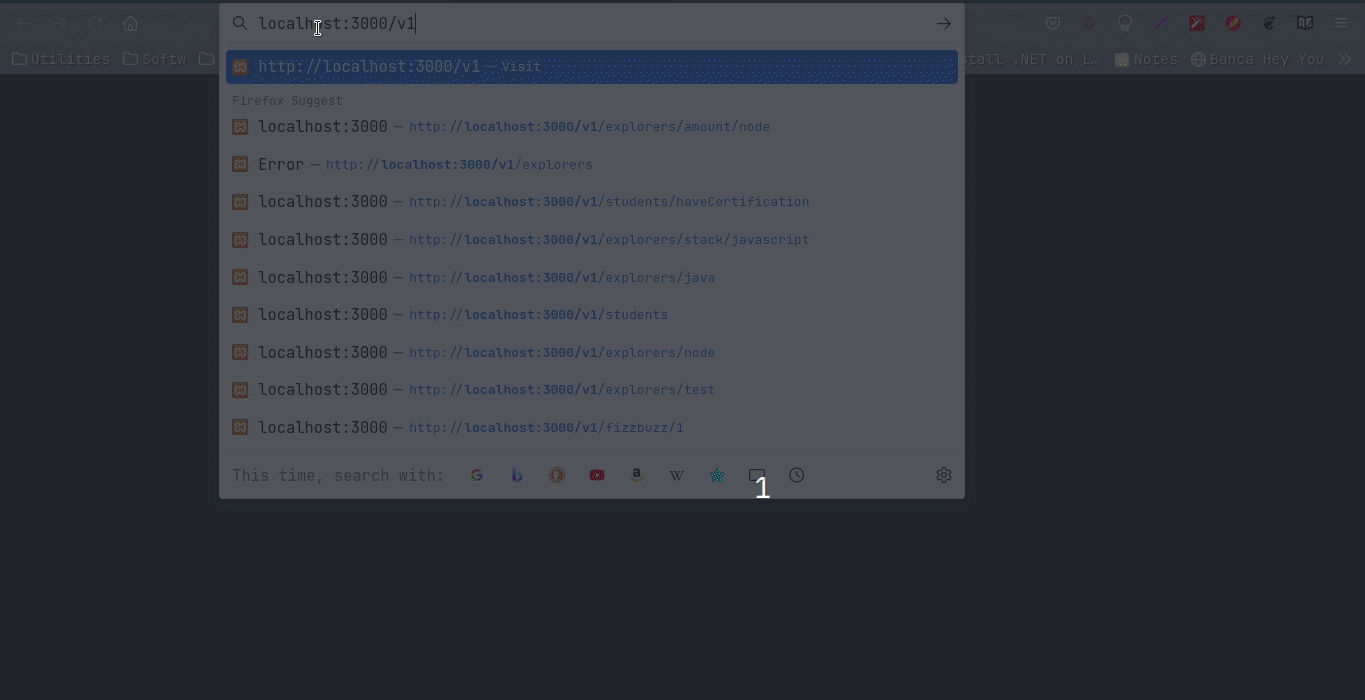 localhost:3000/v1
Utilities Softw stall .NET on L… Notes Banca Hey You
http://localhost:3000/v1 — Visit
Firefox Suggest
localhost:3000 — http://localhost:3000/v1/explorers/amount/node
Error — http://localhost:3000/v1/explorers
localhost:3000 — http://localhost:3000/v1/students/haveCertification
localhost:3000 — http://localhost:3000/v1/explorers/stack/javascript
localhost:3000 — http://localhost:3000/v1/explorers/java
localhost:3000 — http://localhost:3000/v1/students
localhost:3000 — http://localhost:3000/v1/explorers/node
localhost:3000 — http://localhost:3000/v1/explorers/test
localhost:3000 — http://localhost:3000/v1/fizzbuzz/1
This time, search with:
1